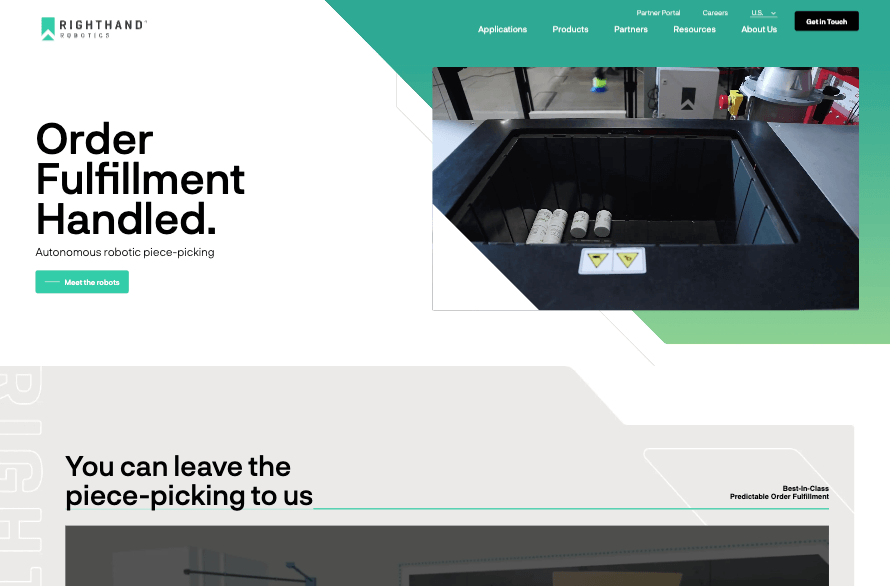 RIGHTHAND
ROBOTICS
Partner Portal
Careers
U.S.
Get in Touch
Applications
Products
Partners
Resources
About Us
Order
Fulfillment
Handled.
Autonomous robotic piece-picking
Meet the robots
RIGHT
You can leave the
piece-picking to us
Best-In-Class
Predictable Order Fulfillment